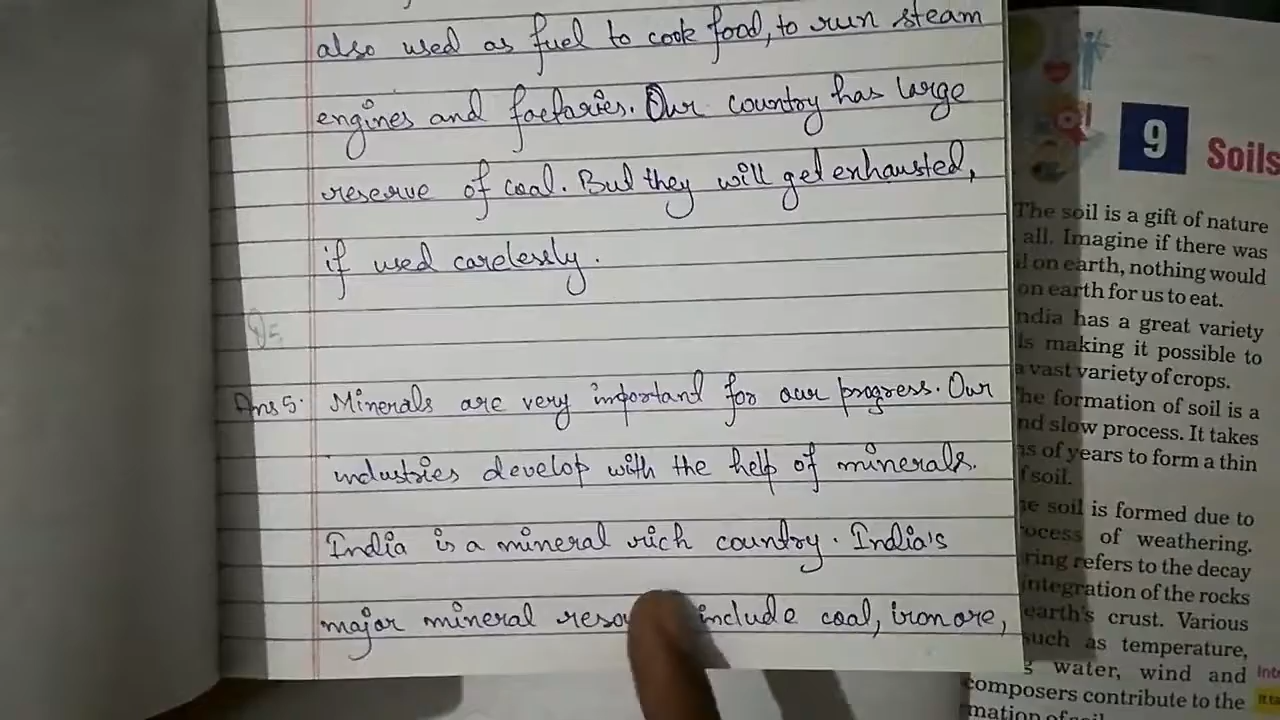 also used as fuel to cook food, to run steam
engines and factories. Our country has large
reserve of coal. But they will get exhausted,
if used carelessly.
Ans 5. Minerals are very important for our progress. Our
industries develop with the help of minerals.
India is a mineral rich country. India's
major mineral include coal, iron ore,
9 Soils
The soil is a gift of nature
all. Imagine if there was
on earth, nothing would
on earth for us to eat.
India has a great variety
making it possible to
a vast variety of crops.
The formation of soil is a
and slow process. It takes
of years to form a thin
soil.
The soil is formed due to
process of weathering.
refers to the decay
integration of the rocks
earth's crust. Various
such as temperature,
water, wind and
composers contribute to the